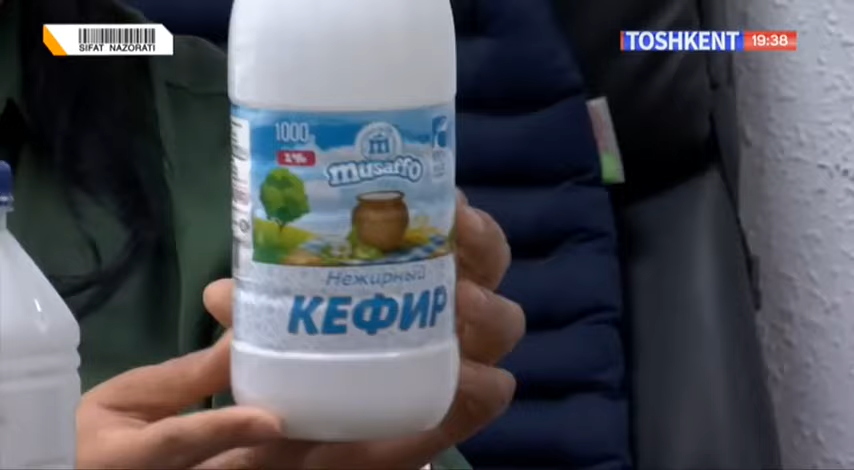 SIFAT NAZORATI
TOSHKENT 19:38
1000
1%
musaffo
Нежирный
КЕФИР